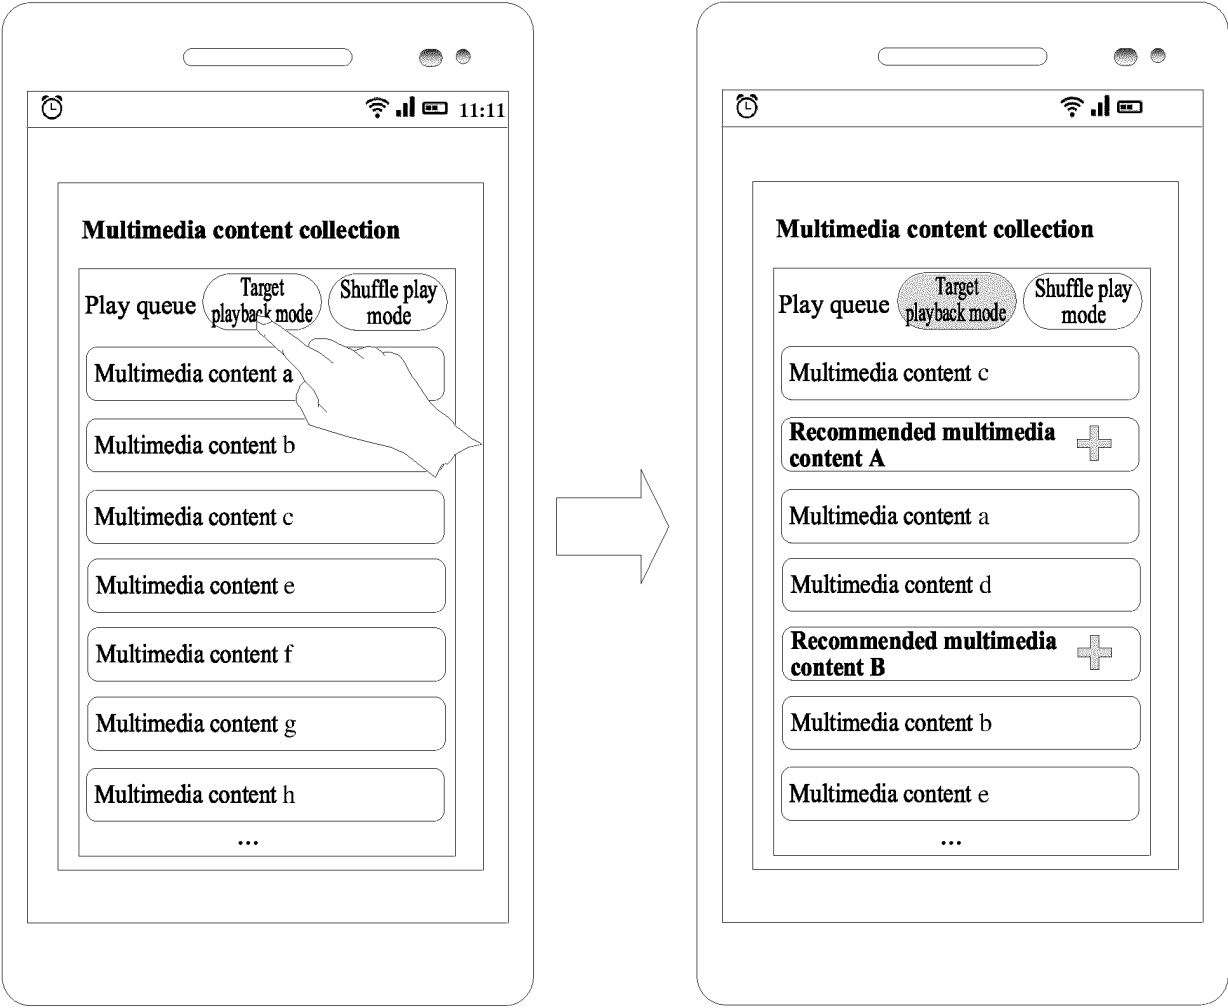 11:11
Multimedia content collection
Play queue
Target
playback mode
Shuffle play
mode
Multimedia content a
Multimedia content b
Multimedia content c
Multimedia content e
Multimedia content f
Multimedia content g
Multimedia content h
...
Multimedia content collection
Play queue
Target
playback mode
Shuffle play
mode
Multimedia content c
Recommended multimedia
content A
Multimedia content a
Multimedia content d
Recommended multimedia
content B
Multimedia content b
Multimedia content e
...